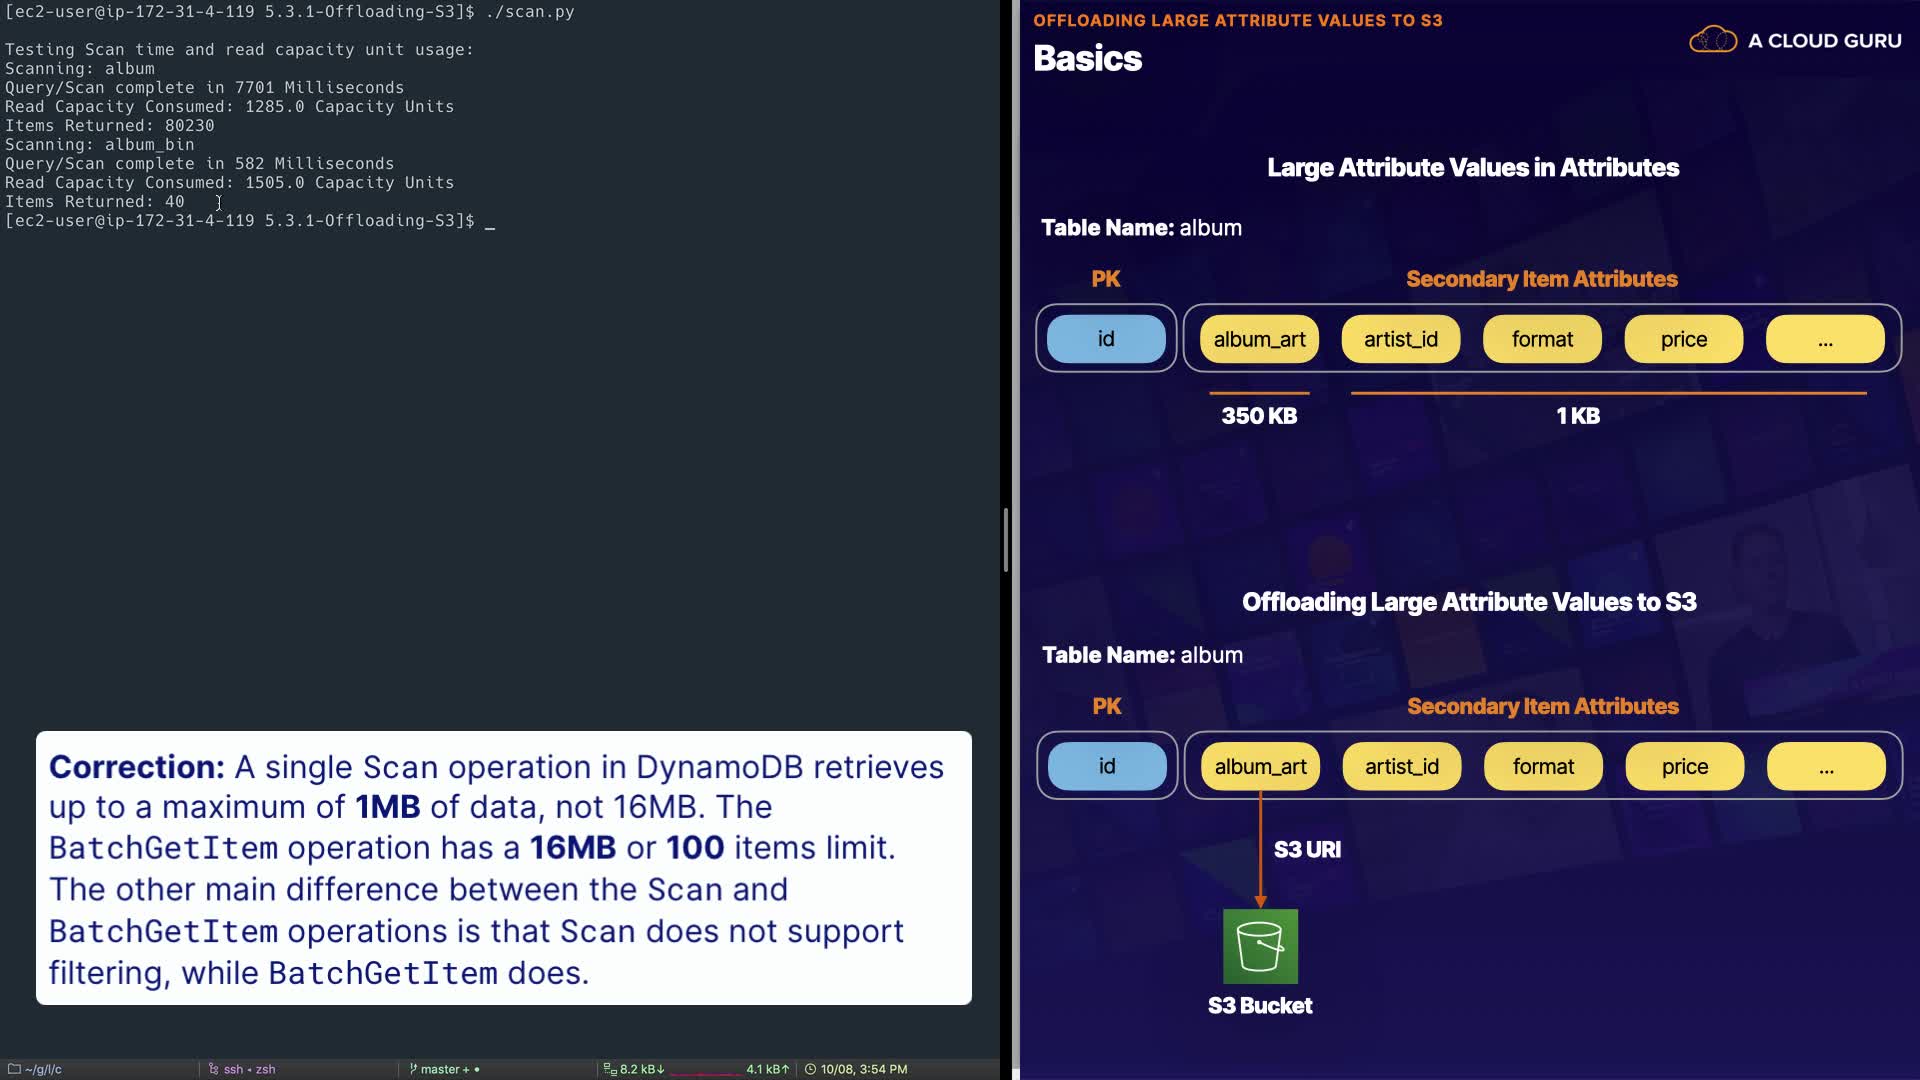 [ec2-user@ip-172-31-4-119 5.3.1-Offloading-S3]$ ./scan.py
Testing Scan time and read capacity unit usage:
Scanning: album
Query/Scan complete in 7701 Milliseconds
Read Capacity Consumed: 1285.0 Capacity Units
Items Returned: 80230
Scanning: album_bin
Query/Scan complete in 582 Milliseconds
Read Capacity Consumed: 1505.0 Capacity Units
Items Returned: 40
[ec2-user@ip-172-31-4-119 5.3.1-Offloading-S3]$ _
Correction: A single Scan operation in DynamoDB retrieves
up to a maximum of 1MB of data, not 16MB. The
BatchGetItem operation has a 16MB or 100 items limit.
The other main difference between the Scan and
BatchGetItem operations is that Scan does not support
filtering, while BatchGetItem does.
~/g/l/c
ssh • zsh
master + •
8.2 kB↓
4.1 kB↑
10/08, 3:54 PM
OFFLOADING LARGE ATTRIBUTE VALUES TO S3
Basics
A CLOUD GURU
Large Attribute Values in Attributes
Table Name: album
PK
Secondary Item Attributes
id
album_art
artist_id
format
price
...
350 KB
1 KB
Offloading Large Attribute Values to S3
Table Name: album
PK
Secondary Item Attributes
id
album_art
artist_id
format
price
...
S3 URI
S3 Bucket